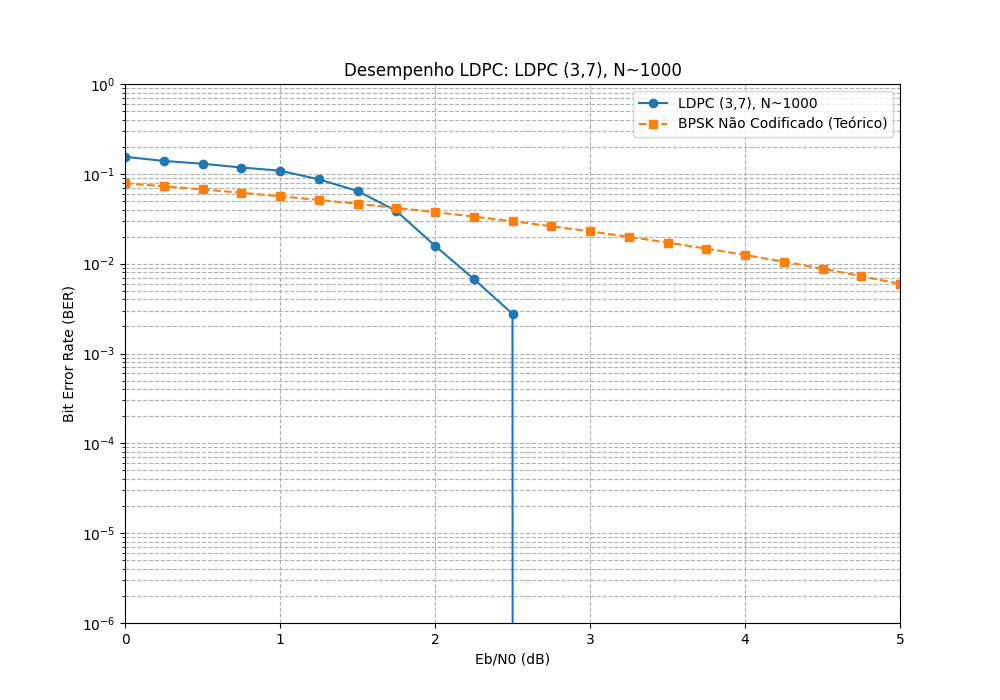 Desempenho LDPC: LDPC (3,7), N~1000
LDPC (3,7), N~1000
BPSK Não Codificado (Teórico)
Bit Error Rate (BER)
10⁰
10⁻¹
10⁻²
10⁻³
10⁻⁴
10⁻⁵
10⁻⁶
0 1 2 3 4 5
Eb/N0 (dB)